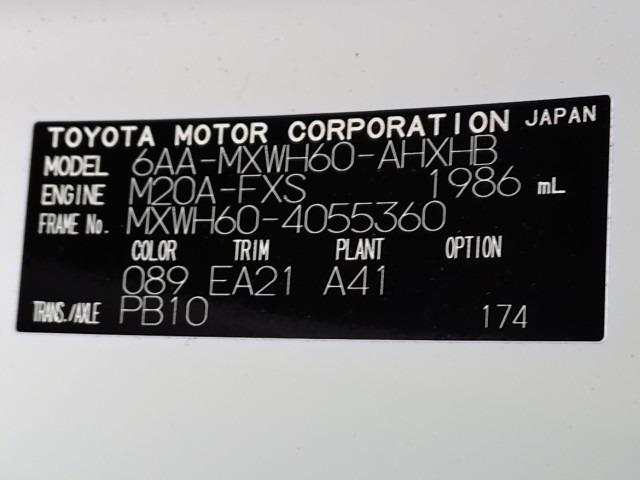 TOYOTA MOTOR CORPORATION JAPAN
MODEL 6AA-MXWH60-AHXHB
ENGINE M20A-FXS 1986 mL
FRAME No. MXWH60-4055360
COLOR TRIM PLANT OPTION
089 EA21 A41
TRANS./AXLE PB10 174